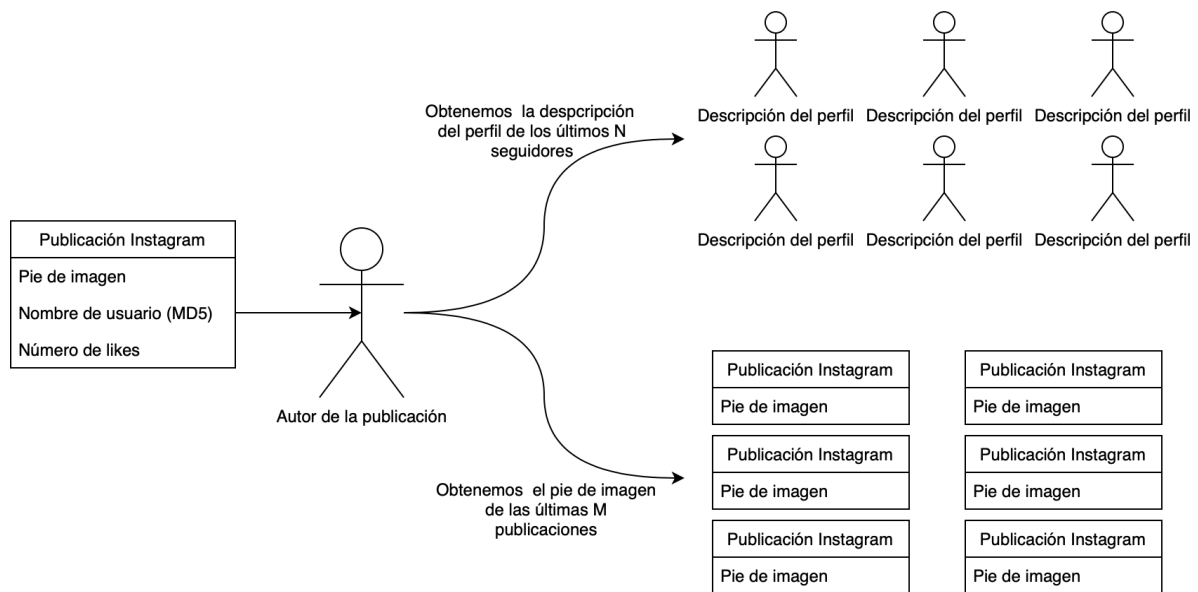 Publicación Instagram
Pie de imagen
Nombre de usuario (MD5)
Número de likes
Autor de la publicación
Obtenemos la despcripción
del perfil de los últimos N
seguidores
Descripción del perfil
Descripción del perfil
Descripción del perfil
Descripción del perfil
Descripción del perfil
Descripción del perfil
Obtenemos el pie de imagen
de las últimas M
publicaciones
Publicación Instagram
Pie de imagen
Publicación Instagram
Pie de imagen
Publicación Instagram
Pie de imagen
Publicación Instagram
Pie de imagen
Publicación Instagram
Pie de imagen
Publicación Instagram
Pie de imagen